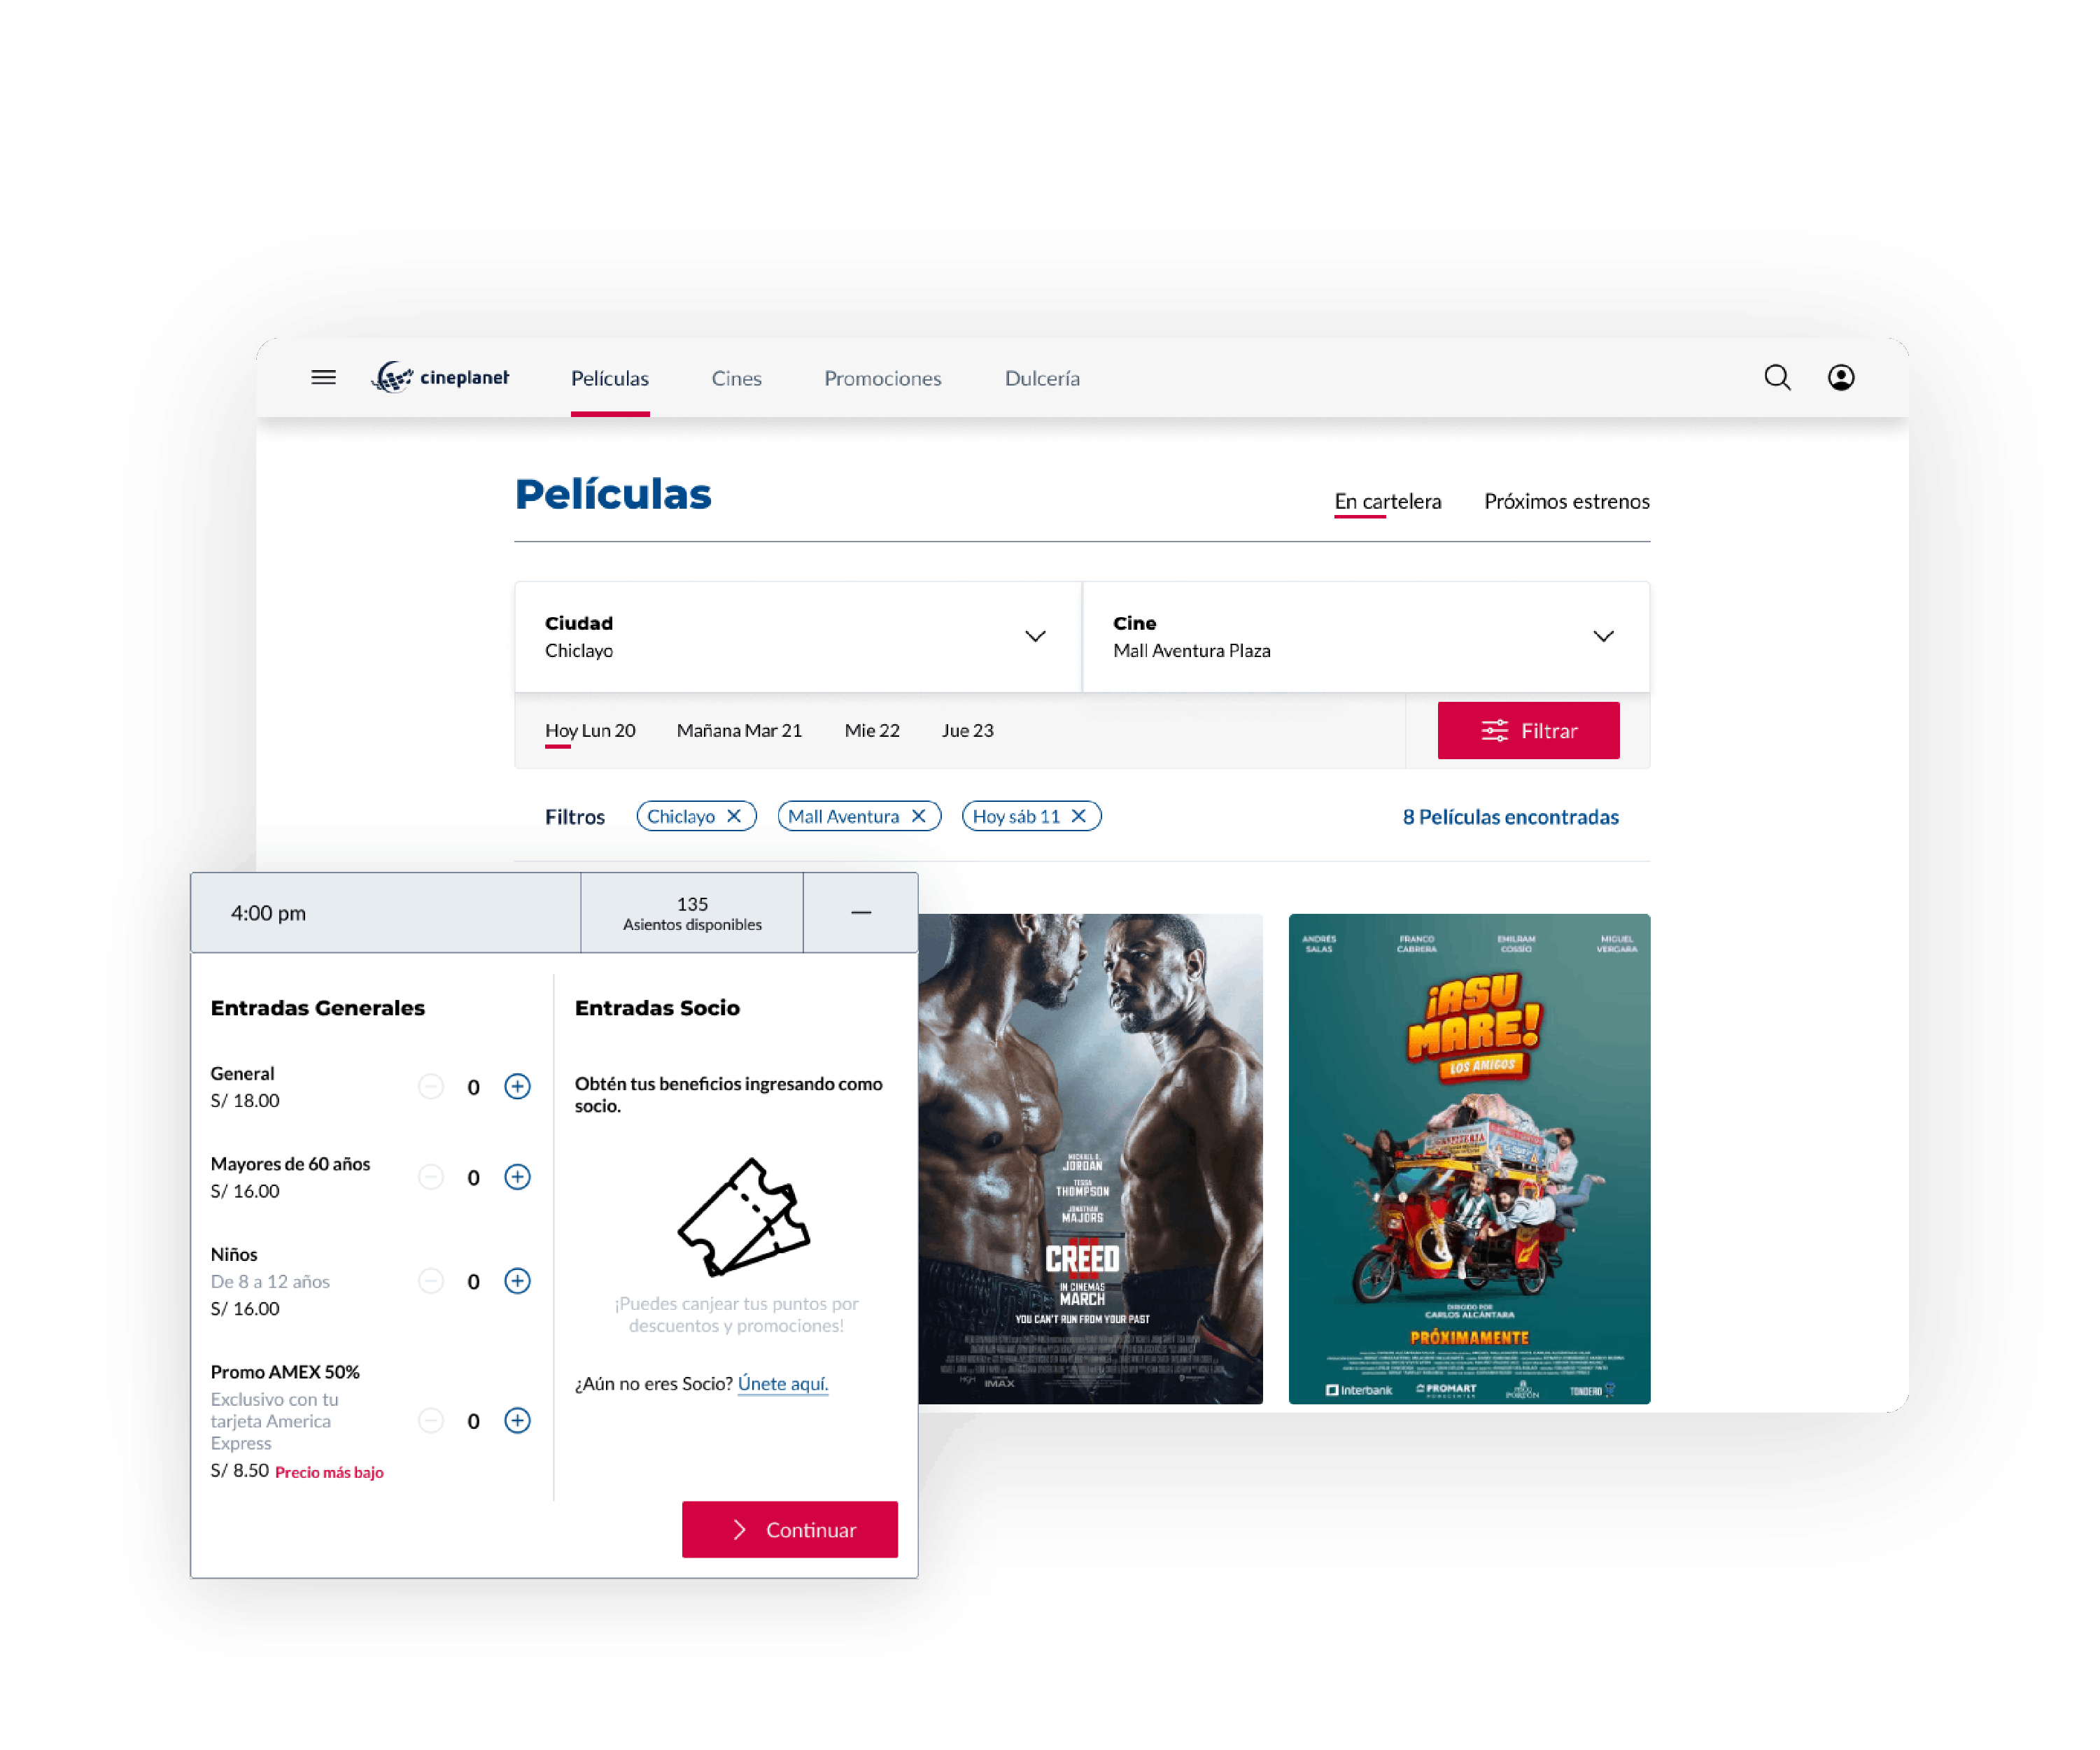 cineplanet
Películas
Cines
Promociones
Dulcería
Películas
En cartelera
Próximos estrenos
Ciudad
Chiclayo
Cine
Mall Aventura Plaza
Hoy Lun 20
Mañana Mar 21
Mie 22
Jue 23
Filtrar
Filtros
Chiclayo
Mall Aventura
Hoy sáb 11
8 Películas encontradas
4:00 pm
135
Asientos disponibles
Entradas Generales
General
S/ 18.00
0
Mayores de 60 años
S/ 16.00
0
Niños
De 8 a 12 años
S/ 16.00
0
Promo AMEX 50%
Exclusivo con tu
tarjeta America
Express
S/ 8.50 Precio más bajo
0
Entradas Socio
Obtén tus beneficios ingresando como
socio.
¡Puedes canjear tus puntos por
descuentos y promociones!
¿Aún no eres Socio? Únete aquí.
Continuar
MICHAEL B.
JORDAN
TESSA
THOMPSON
JONATHAN
MAJORS
CREED
III
IN CINEMAS
MARCH
YOU CAN'T RUN FROM YOUR PAST
MGM
IMAX
ANDRÉS
SALAS
FRANCO
CABRERA
EMILRAM
COSSÍO
MIGUEL
VERGARA
¡ASU
MARE!
LOS AMIGOS
DIRIGIDO POR
CARLOS ALCÁNTARA
PRÓXIMAMENTE
Interbank
PROMART
HOMECENTER
TONDERO